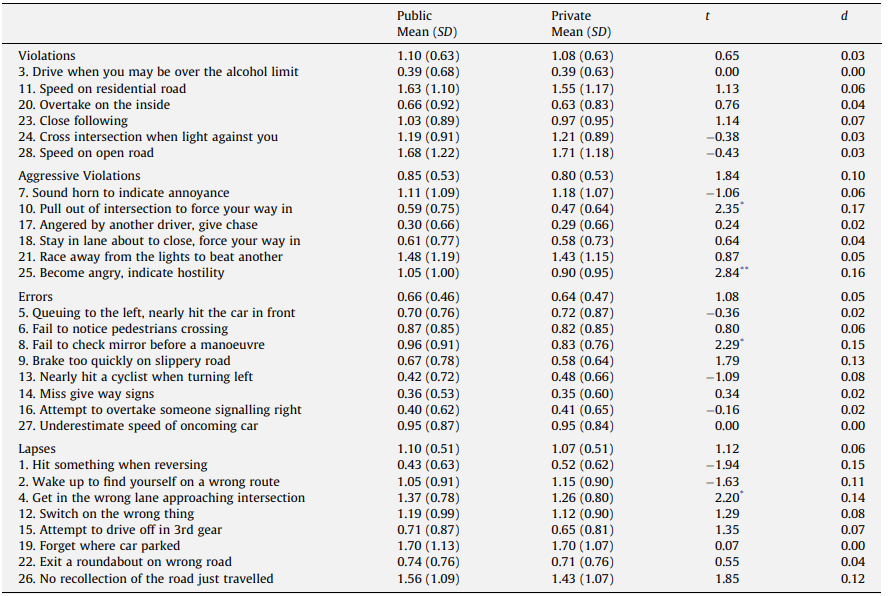 Public Private t d
Mean (SD) Mean (SD)
Violations 1.10 (0.63) 1.08 (0.63) 0.65 0.03
3. Drive when you may be over the alcohol limit 0.39 (0.68) 0.39 (0.63) 0.00 0.00
11. Speed on residential road 1.63 (1.10) 1.55 (1.17) 1.13 0.06
20. Overtake on the inside 0.66 (0.92) 0.63 (0.83) 0.76 0.04
23. Close following 1.03 (0.89) 0.97 (0.95) 1.14 0.07
24. Cross intersection when light against you 1.19 (0.91) 1.21 (0.89) −0.38 0.03
28. Speed on open road 1.68 (1.22) 1.71 (1.18) −0.43 0.03
Aggressive Violations 0.85 (0.53) 0.80 (0.53) 1.84 0.10
7. Sound horn to indicate annoyance 1.11 (1.09) 1.18 (1.07) −1.06 0.06
10. Pull out of intersection to force your way in 0.59 (0.75) 0.47 (0.64) 2.35* 0.17
17. Angered by another driver, give chase 0.30 (0.66) 0.29 (0.66) 0.24 0.02
18. Stay in lane about to close, force your way in 0.61 (0.77) 0.58 (0.73) 0.64 0.04
21. Race away from the lights to beat another 1.48 (1.19) 1.43 (1.15) 0.87 0.05
25. Become angry, indicate hostility 1.05 (1.00) 0.90 (0.95) 2.84** 0.16
Errors 0.66 (0.46) 0.64 (0.47) 1.08 0.05
5. Queuing to the left, nearly hit the car in front 0.70 (0.76) 0.72 (0.87) −0.36 0.02
6. Fail to notice pedestrians crossing 0.87 (0.85) 0.82 (0.85) 0.80 0.06
8. Fail to check mirror before a manoeuvre 0.96 (0.91) 0.83 (0.76) 2.29* 0.15
9. Brake too quickly on slippery road 0.67 (0.78) 0.58 (0.64) 1.79 0.13
13. Nearly hit a cyclist when turning left 0.42 (0.72) 0.48 (0.66) −1.09 0.08
14. Miss give way signs 0.36 (0.53) 0.35 (0.60) 0.34 0.02
16. Attempt to overtake someone signalling right 0.40 (0.62) 0.41 (0.65) −0.16 0.02
27. Underestimate speed of oncoming car 0.95 (0.87) 0.95 (0.84) 0.00 0.00
Lapses 1.10 (0.51) 1.07 (0.51) 1.12 0.06
1. Hit something when reversing 0.43 (0.63) 0.52 (0.62) −1.94 0.15
2. Wake up to find yourself on a wrong route 1.05 (0.91) 1.15 (0.90) −1.63 0.11
4. Get in the wrong lane approaching intersection 1.37 (0.78) 1.26 (0.80) 2.20* 0.14
12. Switch on the wrong thing 1.19 (0.99) 1.12 (0.90) 1.29 0.08
15. Attempt to drive off in 3rd gear 0.71 (0.87) 0.65 (0.81) 1.35 0.07
19. Forget where car parked 1.70 (1.13) 1.70 (1.07) 0.07 0.00
22. Exit a roundabout on wrong road 0.74 (0.76) 0.71 (0.76) 0.55 0.04
26. No recollection of the road just travelled 1.56 (1.09) 1.43 (1.07) 1.85 0.12